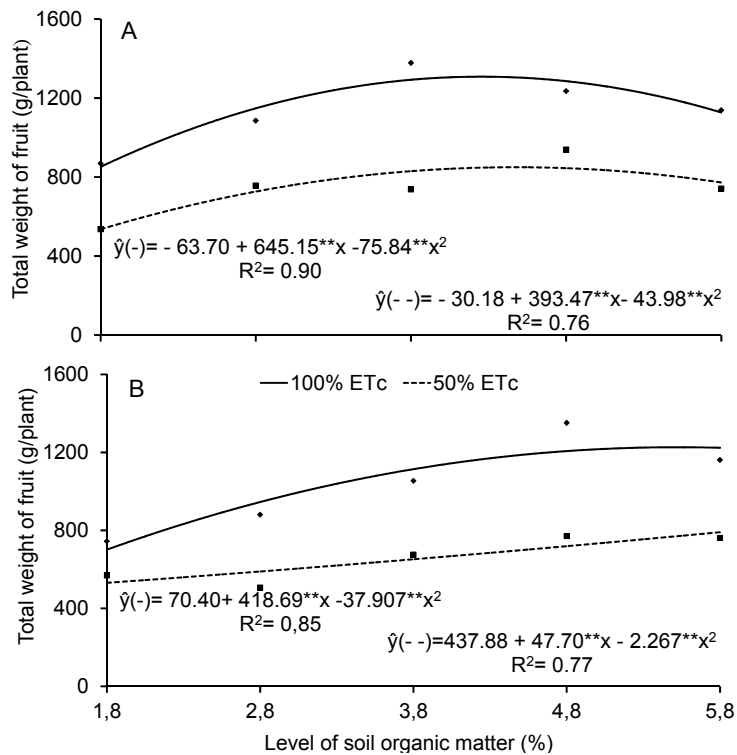 A
Total weight of fruit (g/plant)
1600
1200
800
400
0
ŷ(-)= - 63.70 + 645.15**x -75.84**x²
R²= 0.90
ŷ(- -)= - 30.18 + 393.47**x- 43.98**x²
R²= 0.76
B
100% ETc
50% ETc
Total weight of fruit (g/plant)
1600
1200
800
400
0
ŷ(-)= 70.40+ 418.69**x -37.907**x²
R²= 0,85
ŷ(- -)=437.88 + 47.70**x - 2.267**x²
R²= 0.77
1,8 2,8 3,8 4,8 5,8
Level of soil organic matter (%)